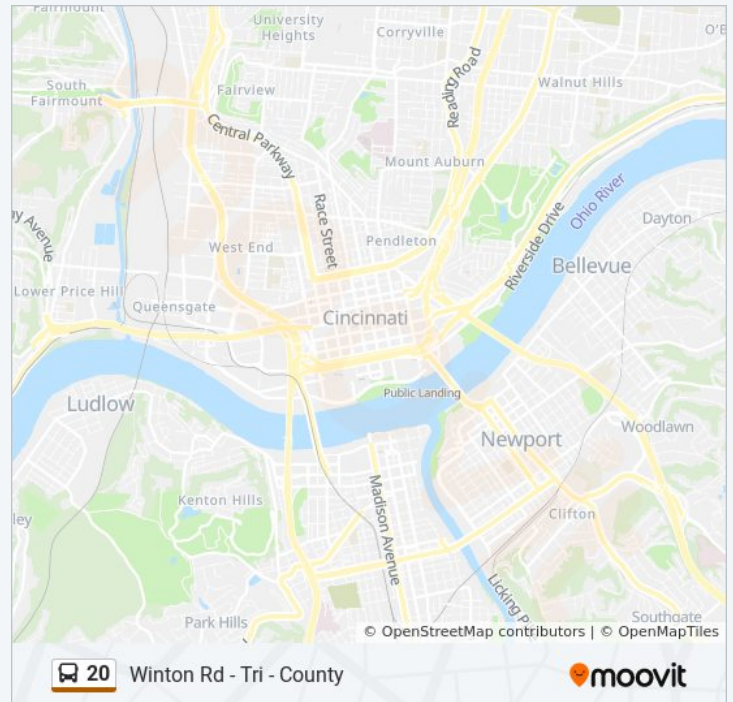 Fairmount
University
Heights
Corryville
O'B
South
Fairmount
Fairview
Reading Road
Walnut Hills
Central Parkway
Mount Auburn
Race Street
Ohio River
Riverside Drive
Dayton
ay Avenue
West End
Pendleton
Bellevue
Lower Price Hill
Queensgate
Cincinnati
Public Landing
Ludlow
Newport
Woodlawn
Madison Avenue
Kenton Hills
ley
Clifton
Licking R
Park Hills
Southgate
© OpenStreetMap contributors | © OpenMapTiles
20 Winton Rd - Tri - County
moovit